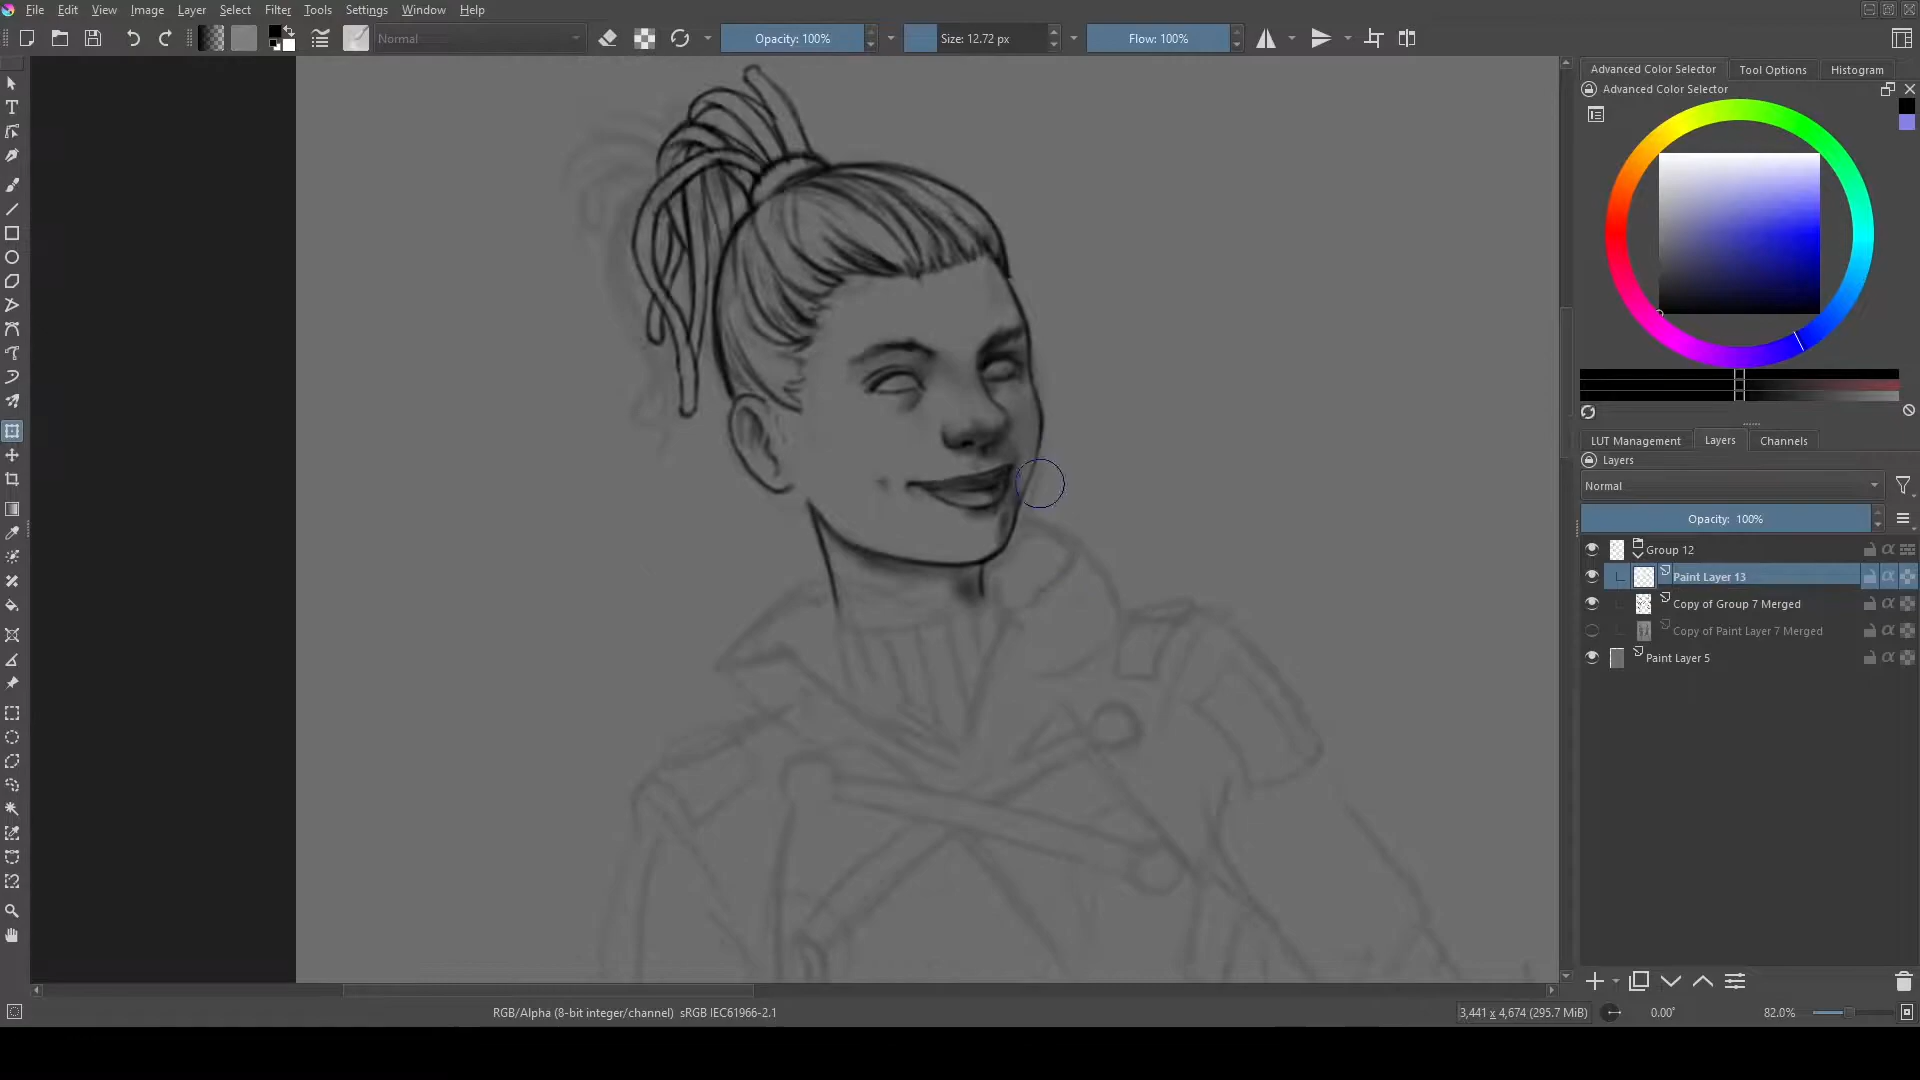 File Edit View Image Layer Select Filter Tools Settings Window Help
Normal Opacity: 100% Size: 12.72 px Flow: 100%
Advanced Color Selector Tool Options Histogram
Advanced Color Selector
LUT Management Layers Channels
Layers
Normal
Opacity: 100%
Group 12
Paint Layer 13
Copy of Group 7 Merged
Copy of Paint Layer 7 Merged
Paint Layer 5
RGB/Alpha (8-bit integer/channel) sRGB IEC61966-2.1 3,441 x 4,674 (295.7 MiB) 0.00° 82.0%